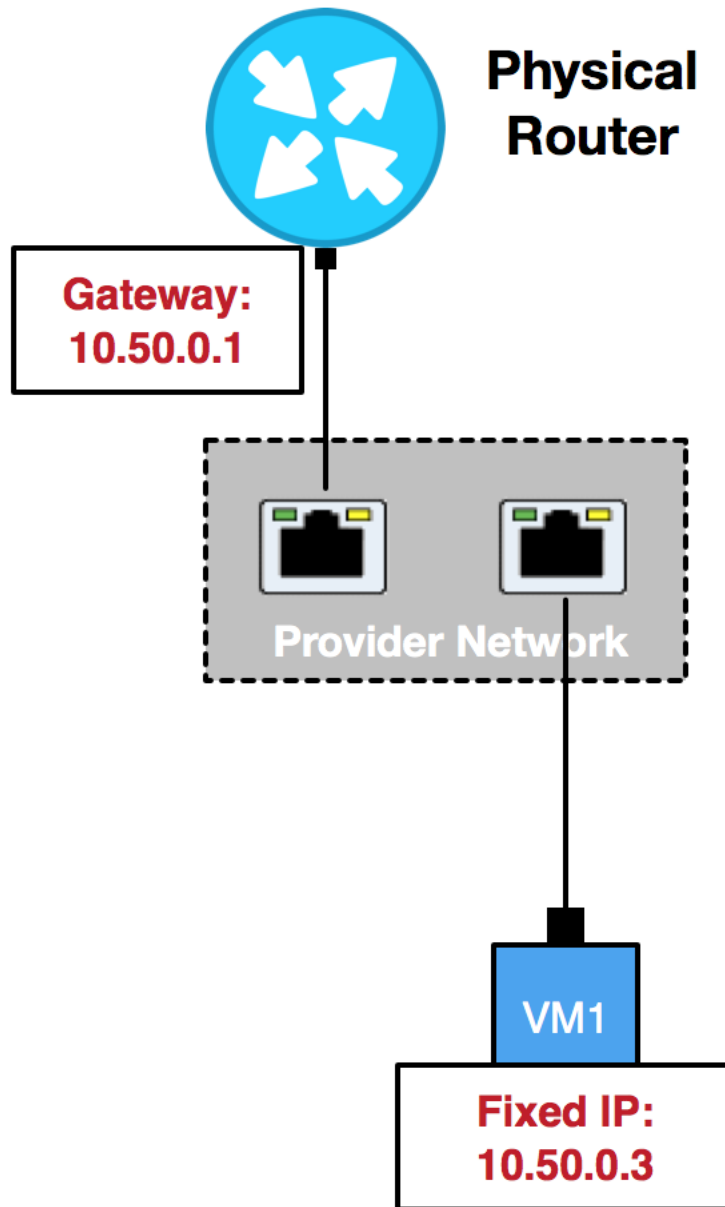 Physical
Router
Gateway:
10.50.0.1
Provider Network
VM1
Fixed IP:
10.50.0.3